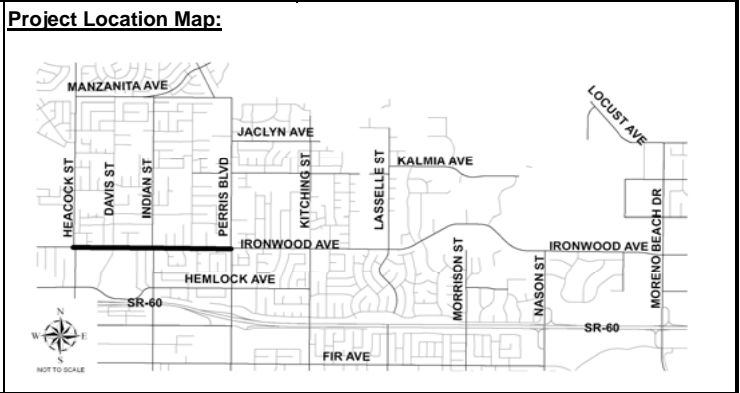 Project Location Map:
MANZANITA AVE
LOCUST AVE
JACLYN AVE
KALMIA AVE
HEACOCK ST
DAVIS ST
INDIAN ST
PERRIS BLVD
KITCHING ST
LASSELLE ST
MORENO BEACH DR
IRONWOOD AVE
IRONWOOD AVE
MORRISON ST
NASON ST
HEMLOCK AVE
SR-60
SR-60
FIR AVE
N
W
E
S
NOT TO SCALE